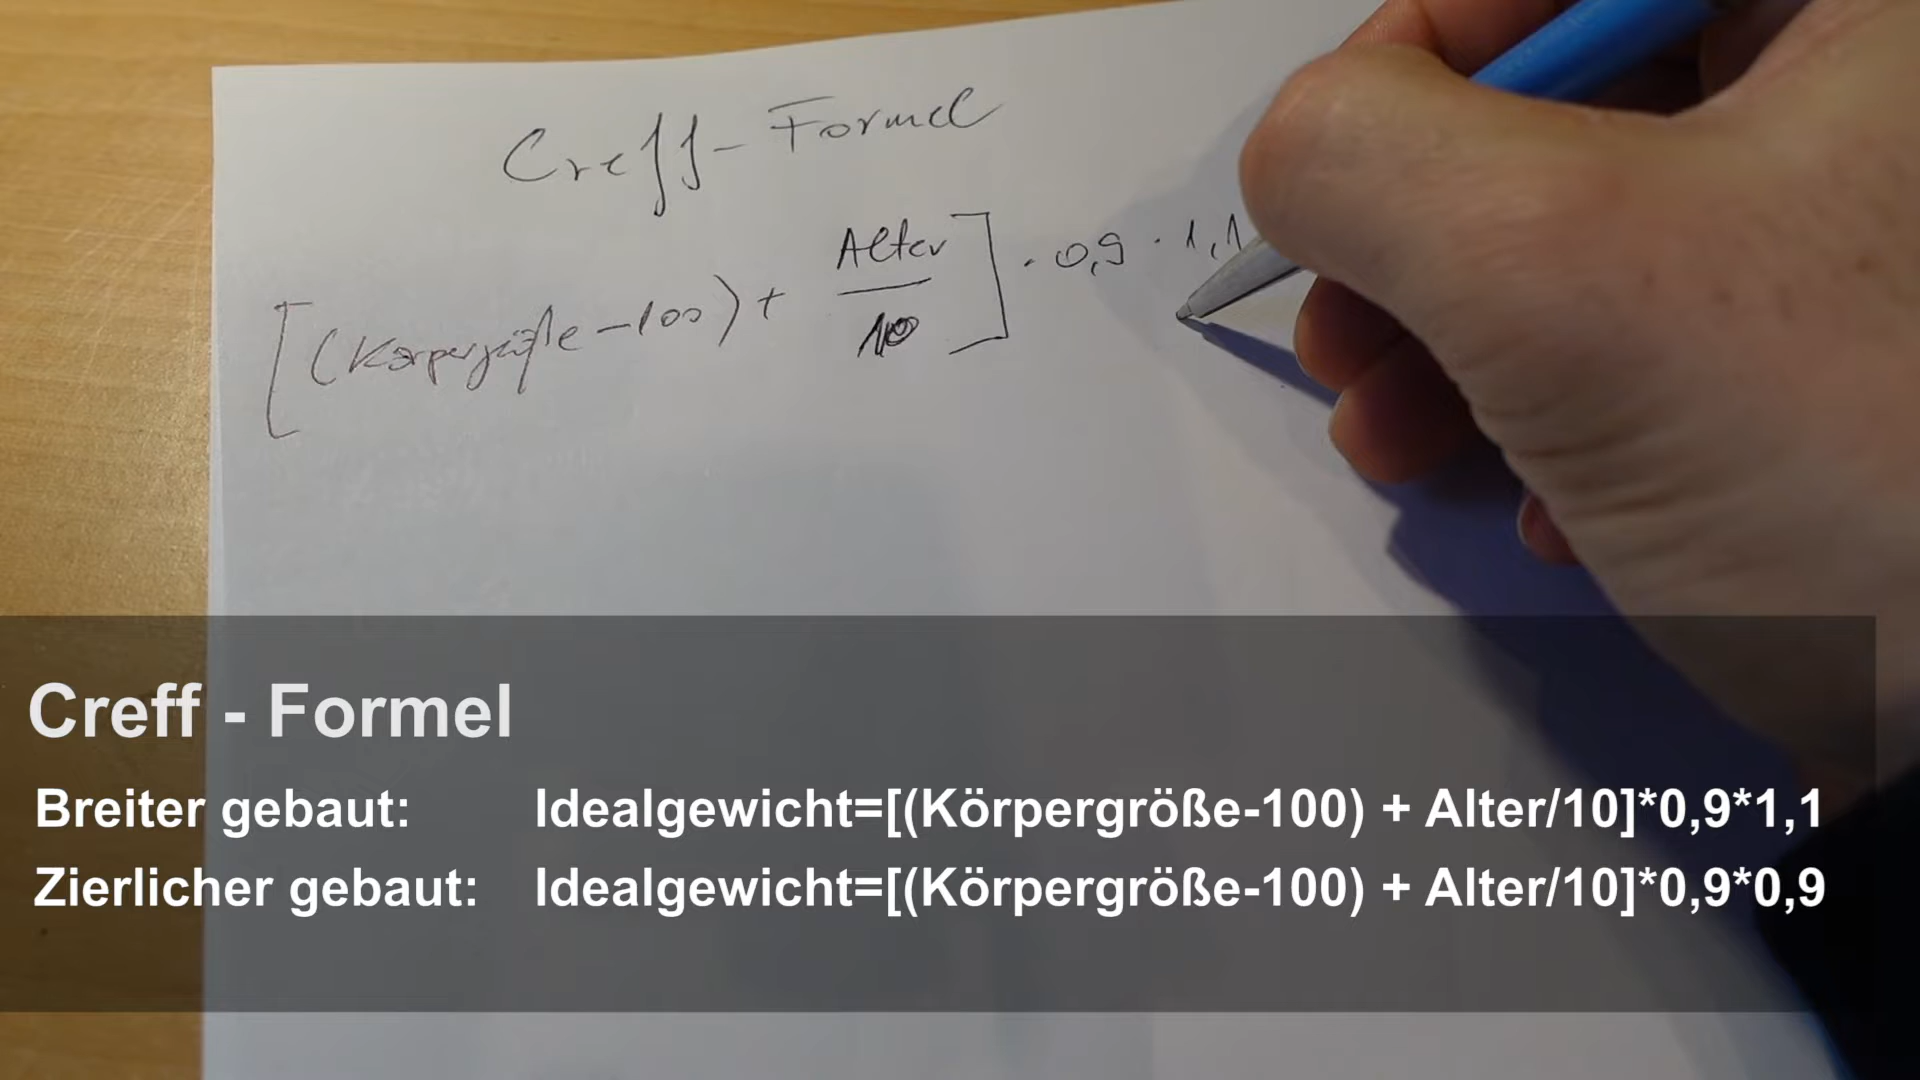 Creff-Formel
[(Körpergröße-100) + Alter/10] · 0,9 · 1,1
Creff - Formel
Breiter gebaut: Idealgewicht=[(Körpergröße-100) + Alter/10]*0,9*1,1
Zierlicher gebaut: Idealgewicht=[(Körpergröße-100) + Alter/10]*0,9*0,9